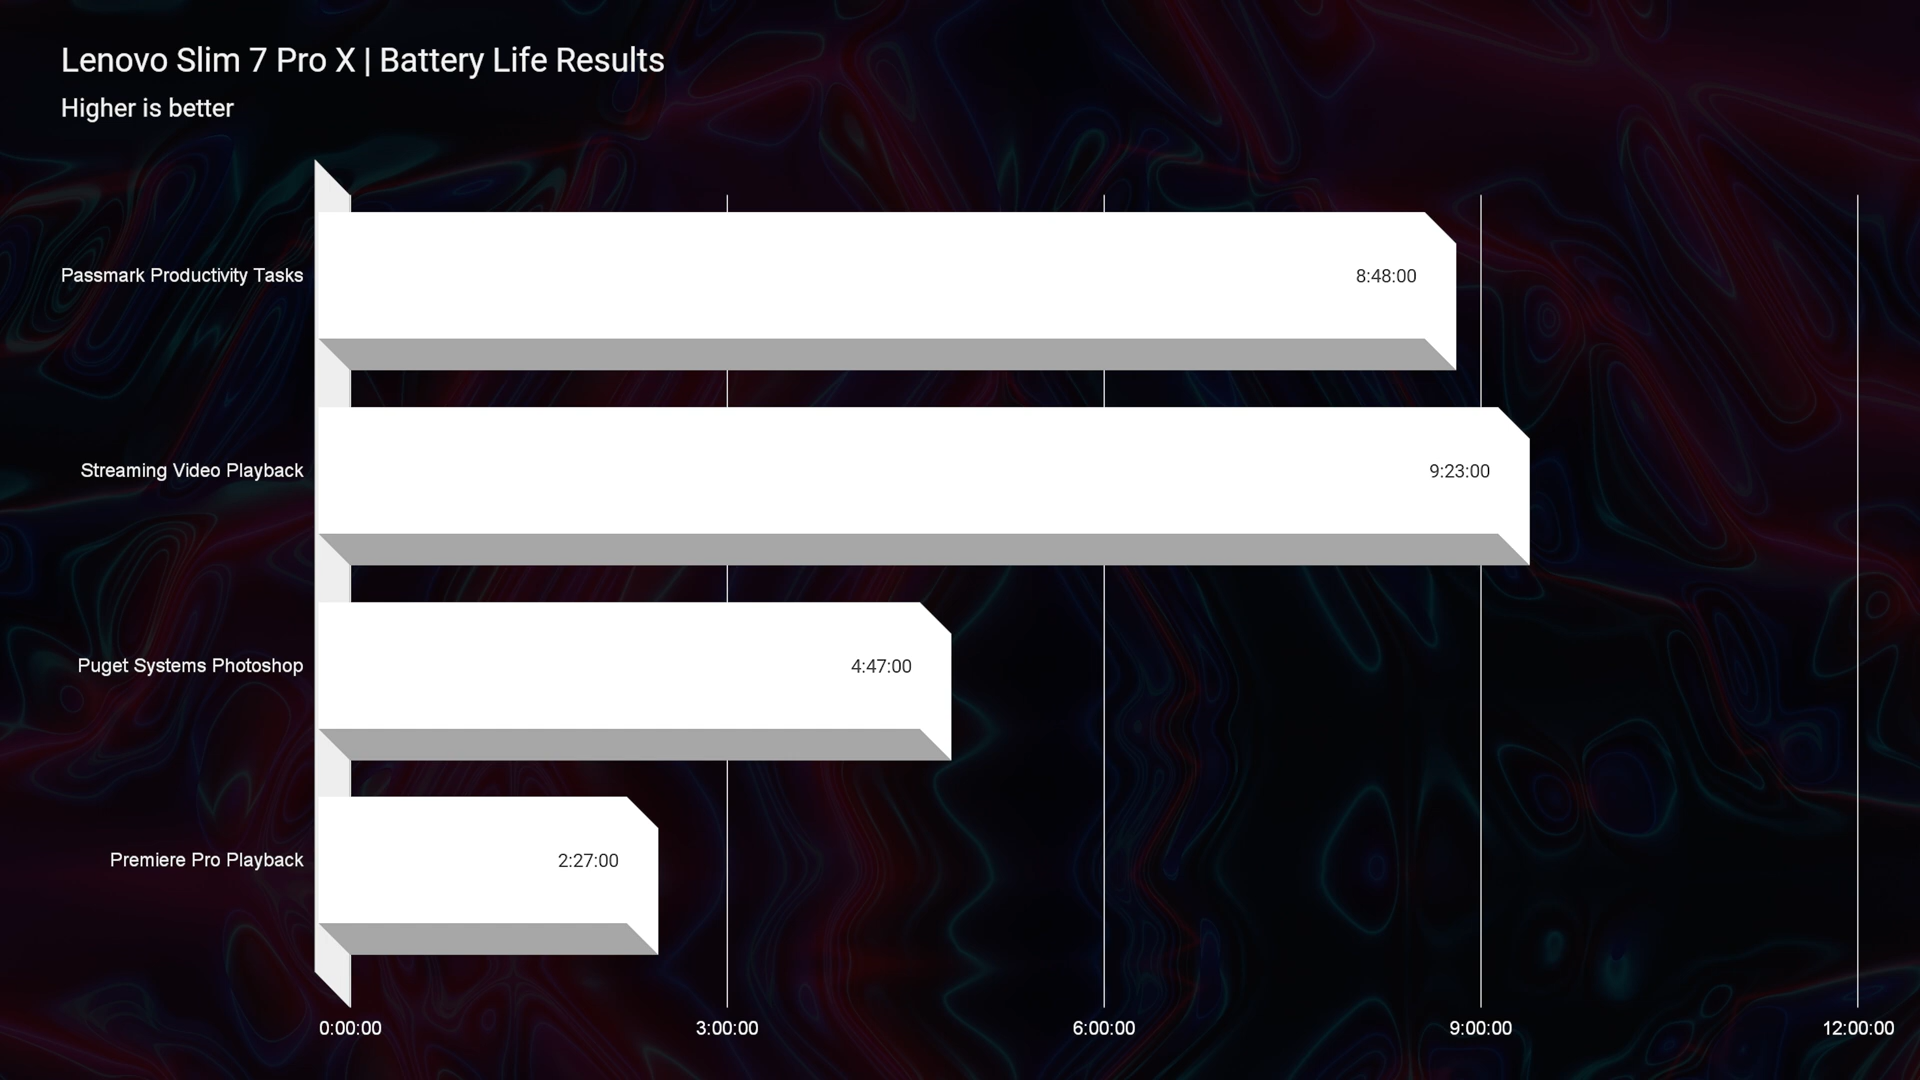 Lenovo Slim 7 Pro X | Battery Life Results
Higher is better
Passmark Productivity Tasks
8:48:00
Streaming Video Playback
9:23:00
Puget Systems Photoshop
4:47:00
Premiere Pro Playback
2:27:00
0:00:00
3:00:00
6:00:00
9:00:00
12:00:00